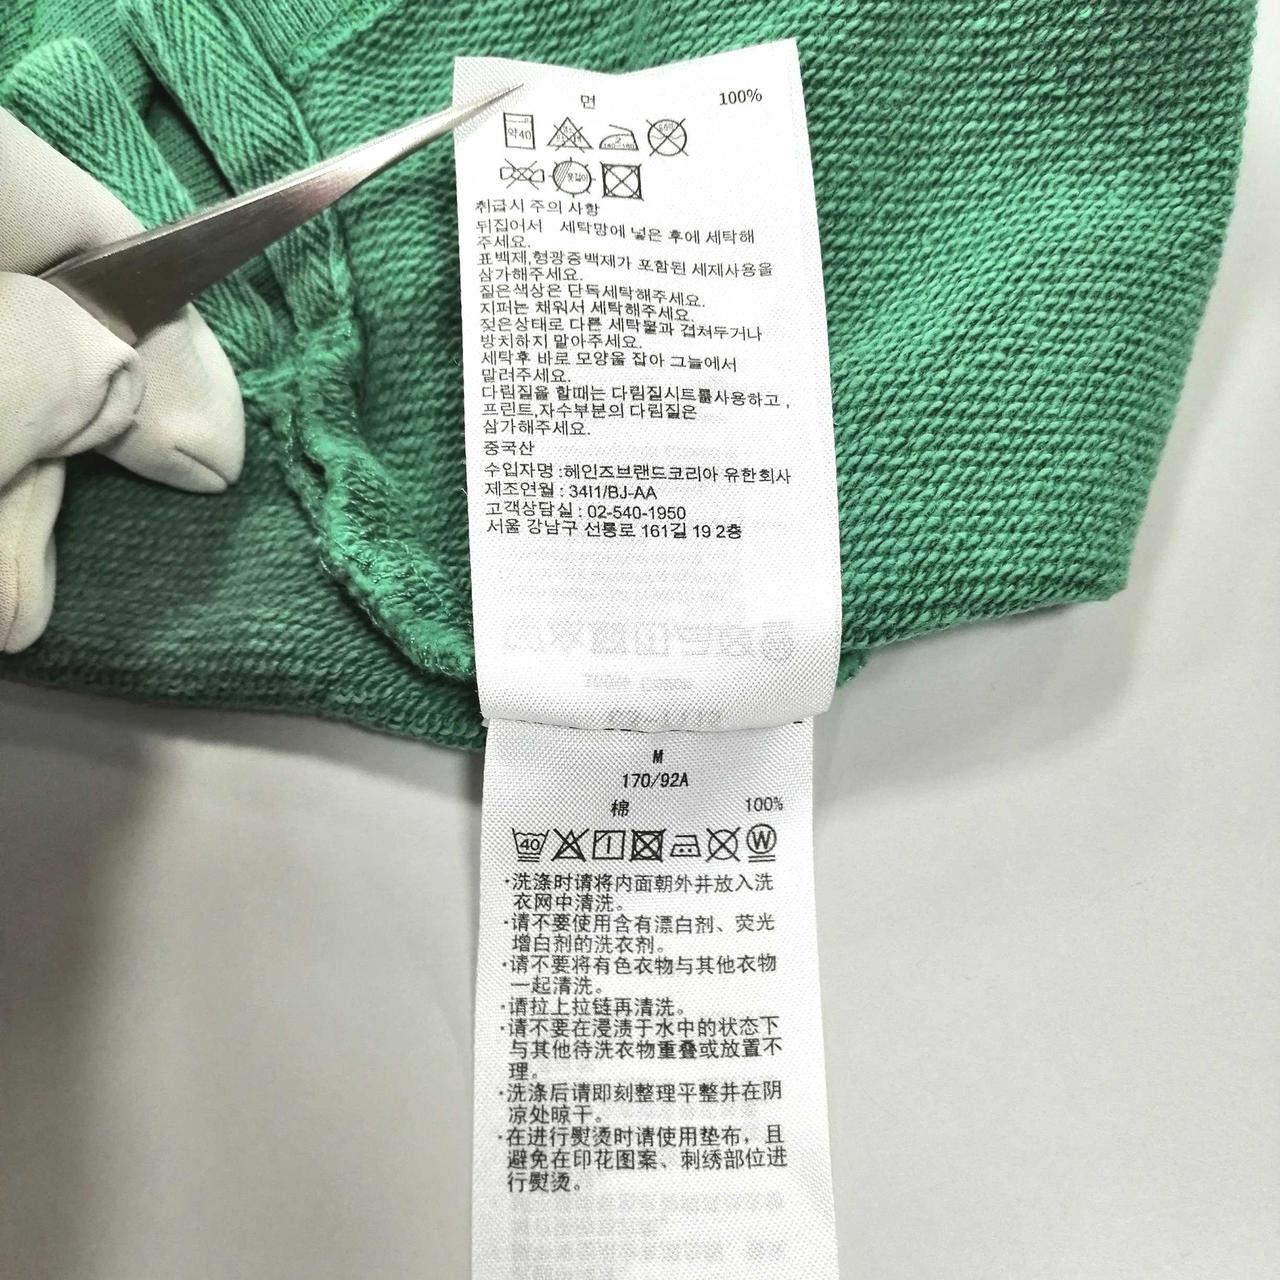 면 100%
약40
취급시 주의 사항
뒤집어서 세탁망에 넣은 후에 세탁해
주세요.
표백제,형광증백제가 포함된 세제사용을
삼가해주세요.
짙은색상은 단독세탁해주세요.
지퍼는 채워서 세탁해주세요.
젖은상태로 다른 세탁물과 겹쳐두거나
방치하지 말아주세요.
세탁후 바로 모양을 잡아 그늘에서
말려주세요.
다림질을 할때는 다림질시트를사용하고 ,
프린트,자수부분의 다림질은
삼가해주세요.
중국산
수입자명 :헤인즈브랜드코리아 유한회사
제조연월 : 34I1/BJ-AA
고객상담실 : 02-540-1950
서울 강남구 선릉로 161길 19 2층
M
170/92A
棉 100%
40 W
·洗涤时请将内面朝外并放入洗
衣网中清洗。
·请不要使用含有漂白剂、荧光
增白剂的洗衣剂。
·请不要将有色衣物与其他衣物
一起清洗。
·请拉上拉链再清洗。
·请不要在浸渍于水中的状态下
与其他待洗衣物重叠或放置不
理。
·洗涤后请即刻整理平整并在阴
凉处晾干。
·在进行熨烫时请使用垫布，且
避免在印花图案、刺绣部位进
行熨烫。